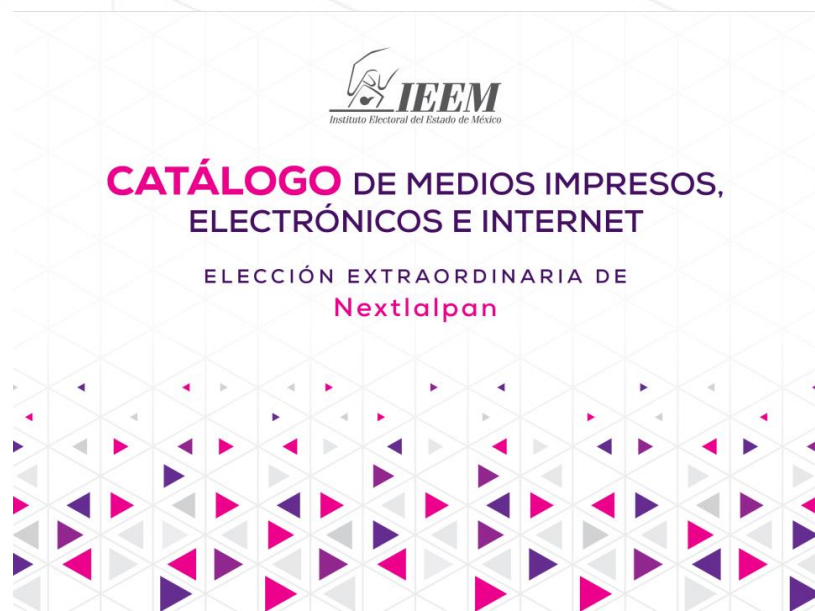 IEEM
Instituto Electoral del Estado de México
CATÁLOGO DE MEDIOS IMPRESOS,
ELECTRÓNICOS E INTERNET
ELECCIÓN EXTRAORDINARIA DE
Nextlalpan